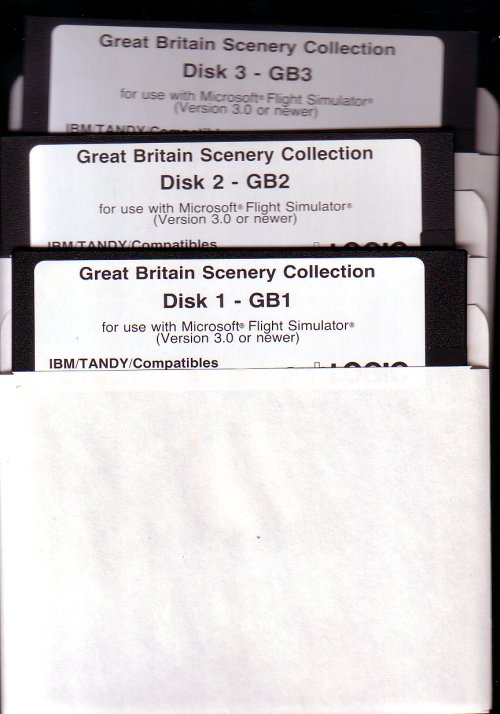 Great Britain Scenery Collection
Disk 3 - GB3
for use with Microsoft® Flight Simulator®
(Version 3.0 or newer)
IBM/TANDY/Compatibles
Great Britain Scenery Collection
Disk 2 - GB2
for use with Microsoft® Flight Simulator®
(Version 3.0 or newer)
IBM/TANDY/Compatibles
Great Britain Scenery Collection
Disk 1 - GB1
for use with Microsoft® Flight Simulator®
(Version 3.0 or newer)
IBM/TANDY/Compatibles